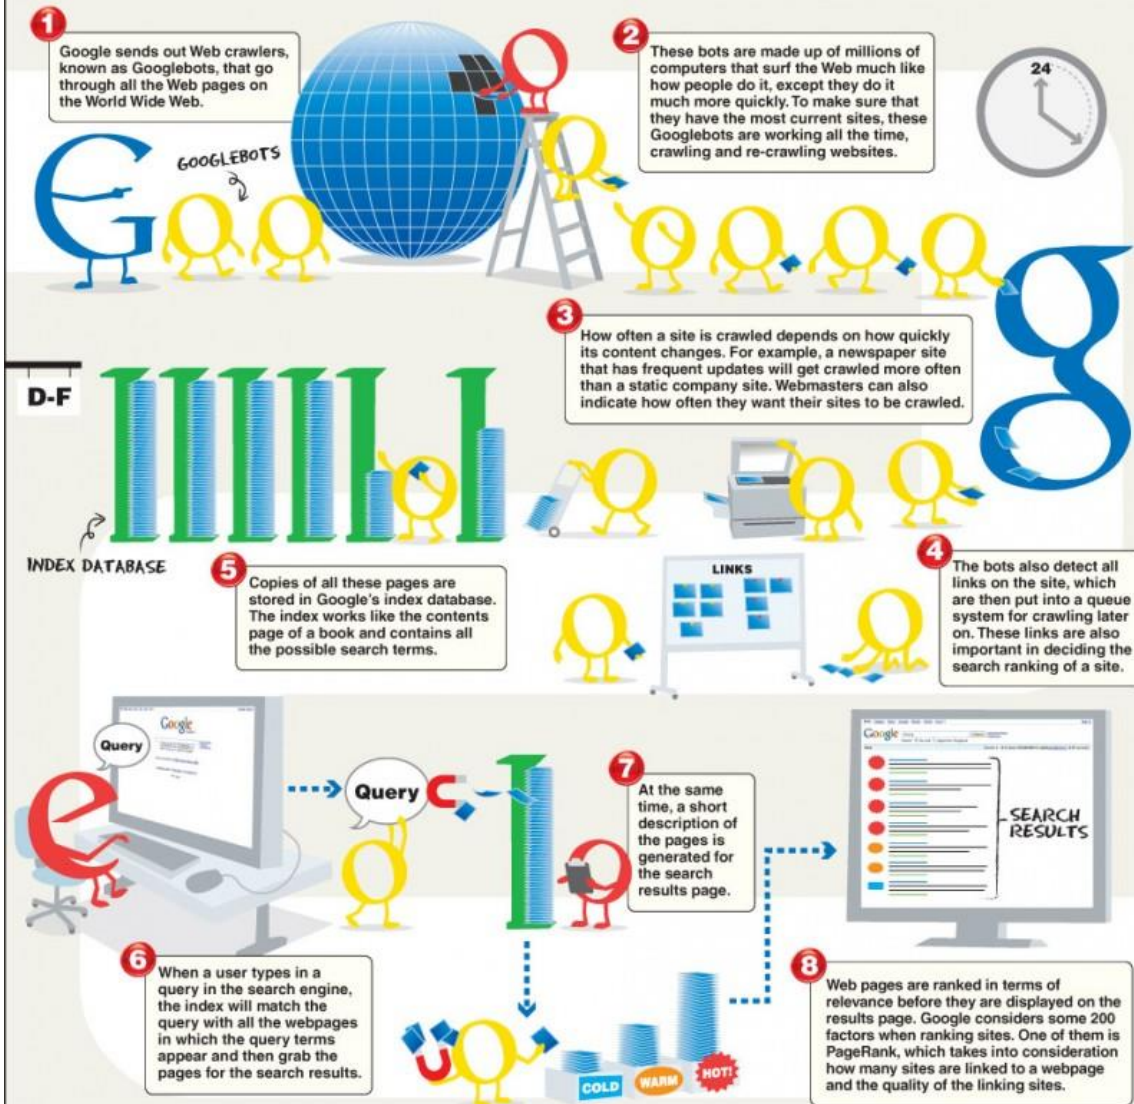 1
Google sends out Web crawlers,
known as Googlebots, that go
through all the Web pages on
the World Wide Web.
2
These bots are made up of millions of
computers that surf the Web much like
how people do it, except they do it
much more quickly. To make sure that
they have the most current sites, these
Googlebots are working all the time,
crawling and re-crawling websites.
24
GOOGLEBOTS
3
How often a site is crawled depends on how quickly
its content changes. For example, a newspaper site
that has frequent updates will get crawled more often
than a static company site. Webmasters can also
indicate how often they want their sites to be crawled.
D-F
INDEX DATABASE
LINKS
4
The bots also detect all
links on the site, which
are then put into a queue
system for crawling later
on. These links are also
important in deciding the
search ranking of a site.
5
Copies of all these pages are
stored in Google's index database.
The index works like the contents
page of a book and contains all
the possible search terms.
Google
Query
Query
7
At the same
time, a short
description of
the pages is
generated for
the search
results page.
Google
SEARCH
RESULTS
6
When a user types in a
query in the search engine,
the index will match the
query with all the webpages
in which the query terms
appear and then grab the
pages for the search results.
COLD
WARM
HOT!
8
Web pages are ranked in terms of
relevance before they are displayed on the
results page. Google considers some 200
factors when ranking sites. One of them is
PageRank, which takes into consideration
how many sites are linked to a webpage
and the quality of the linking sites.